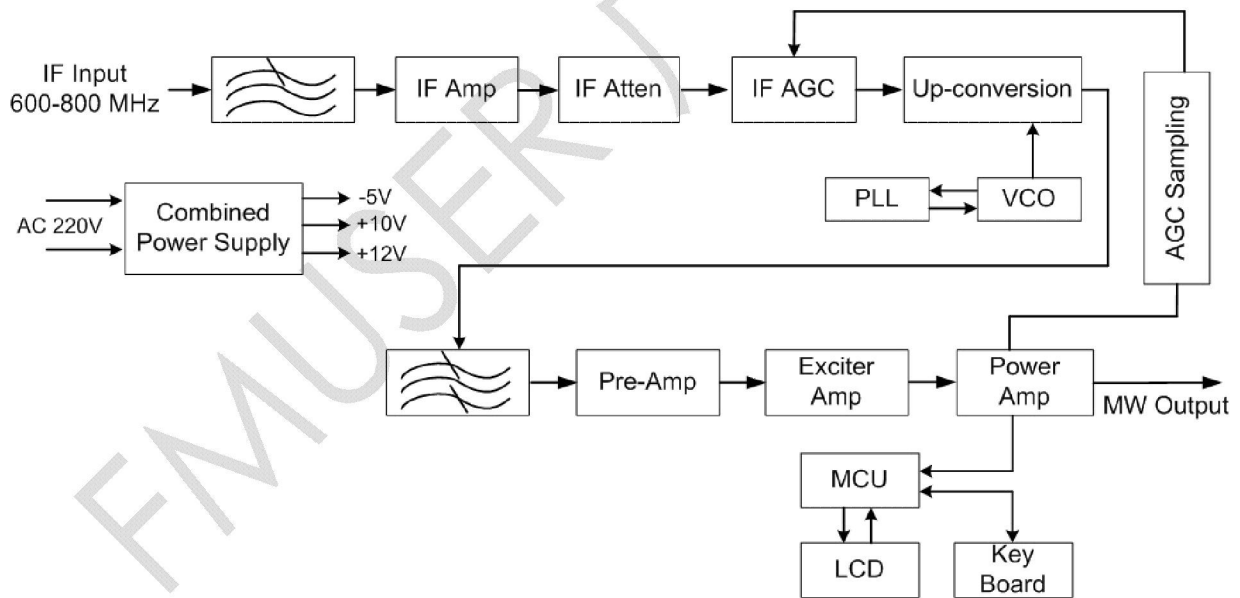 IF Input
600-800 MHz
IF Amp
IF Atten
IF AGC
Up-conversion
AGC Sampling
PLL
VCO
AC 220V
Combined
Power Supply
-5V
+10V
+12V
Pre-Amp
Exciter
Amp
Power
Amp
MW Output
MCU
LCD
Key
Board
FMUSER